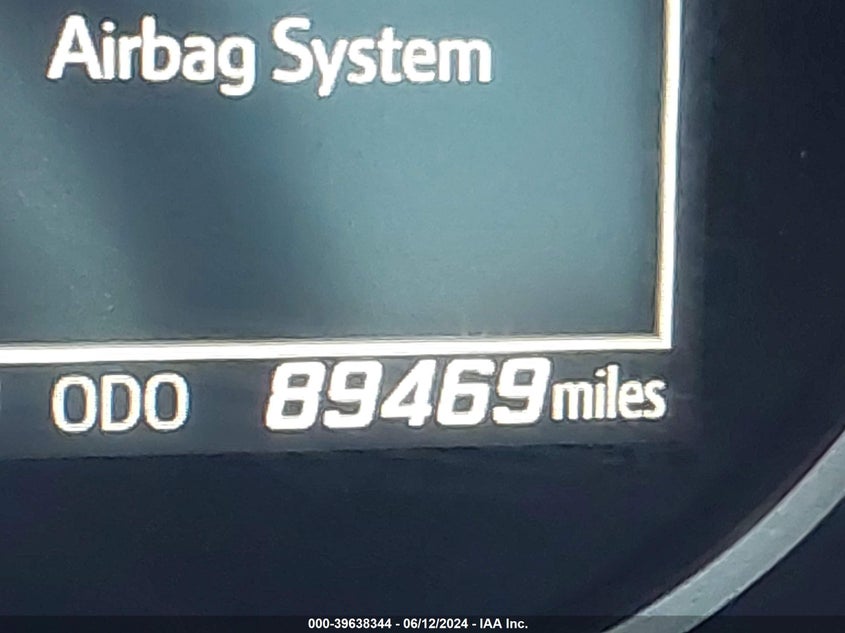 Airbag System
ODO 89469 miles
000-39638344 - 06/12/2024 - IAA Inc.